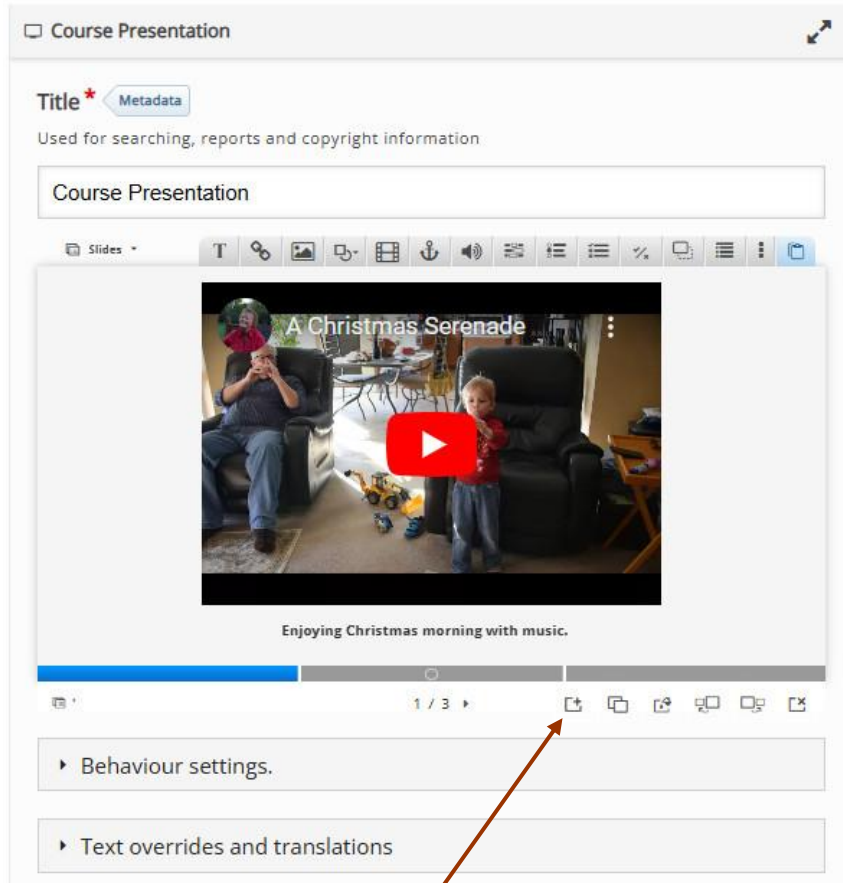 Course Presentation
Title * Metadata
Used for searching, reports and copyright information
Course Presentation
Slides T
A Christmas Serenade
Enjoying Christmas morning with music.
1 / 3
Behaviour settings.
Text overrides and translations